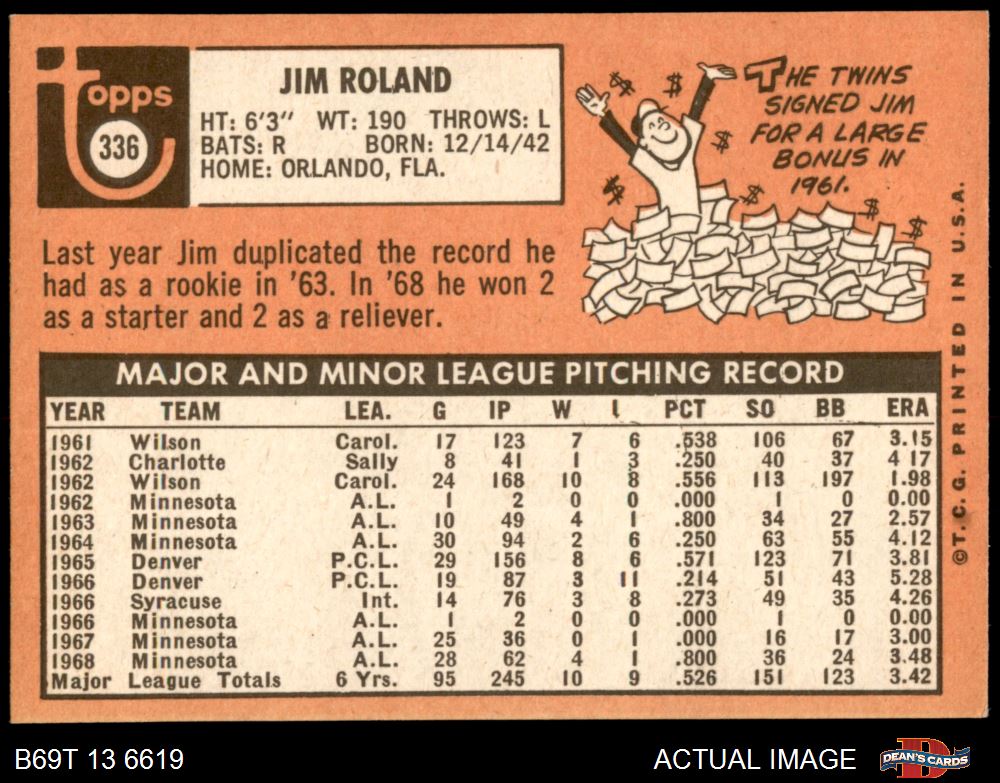 Topps
336
JIM ROLAND
HT: 6'3" WT: 190 THROWS: L
BATS: R BORN: 12/14/42
HOME: ORLANDO, FLA.
THE TWINS
SIGNED JIM
FOR A LARGE
BONUS IN
1961.
$ $ $ $ $ $ $
Last year Jim duplicated the record he
had as a rookie in '63. In '68 he won 2
as a starter and 2 as a reliever.
MAJOR AND MINOR LEAGUE PITCHING RECORD
YEAR TEAM LEA. G IP W L PCT SO BB ERA
1961 Wilson Carol. 17 123 7 6 .538 106 67 3.15
1962 Charlotte Sally 8 41 1 3 .250 40 37 4.17
1962 Wilson Carol. 24 168 10 8 .556 113 197 1.98
1962 Minnesota A.L. 1 2 0 0 .000 1 0 0.00
1963 Minnesota A.L. 10 49 4 1 .800 34 27 2.57
1964 Minnesota A.L. 30 94 2 6 .250 63 55 4.12
1965 Denver P.C.L. 29 156 8 6 .571 123 71 3.81
1966 Denver P.C.L. 19 87 3 11 .214 51 43 5.28
1966 Syracuse Int. 14 76 3 8 .273 49 35 4.26
1966 Minnesota A.L. 1 2 0 0 .000 1 0 0.00
1967 Minnesota A.L. 25 36 0 1 .000 16 17 3.00
1968 Minnesota A.L. 28 62 4 1 .800 36 24 3.48
Major League Totals 6 Yrs. 95 245 10 9 .526 151 123 3.42
©T. C. G. PRINTED IN U.S.A.
B69T 13 6619
ACTUAL IMAGE
DEAN'S CARDS